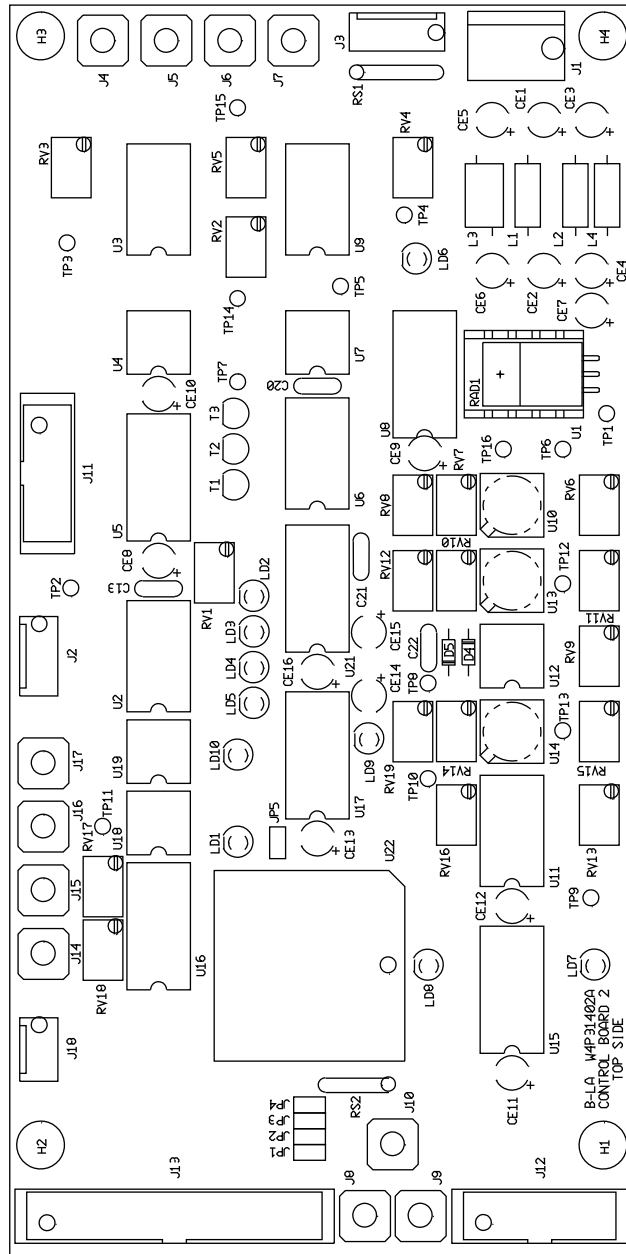 H3
J4
J5
J6
J7
J3
RS1
J1
H4
TP15
CE5
CE1
CE3
RV3
RV5
RV4
U3
U9
TP4
RV2
L3
L1
L2
L4
TP3
LD6
CE6
CE2
CE7
CE4
TP5
TP14
U4
U7
CE10
TP7
C20
RAD1
+
U1
TP1
T3
T2
T1
U8
CE9
RV7
TP16
TP6
J11
U5
U6
RV8
RV10
U10
RV6
CE8
C13
TP2
RV1
LD2
C21
RV12
U13
TP12
RV11
J2
U2
LD3
LD4
LD5
CE16
U21
CE15
CE14
C22
D5
D4
TP8
U12
RV9
J17
U19
LD10
LD9
RV19
RV14
U14
TP13
RV15
J16
TP11
RV17
U18
LD1
JP5
U17
CE13
TP10
RV16
U11
RV13
J15
U22
CE12
TP9
J14
RV18
U16
LD8
U15
LD7
J18
CE11
B-LA W4P31402A
CONTROL BOARD 2
TOP SIDE
RS2
JP4
JP3
JP2
JP1
J10
H2
H1
J13
J8
J9
J12